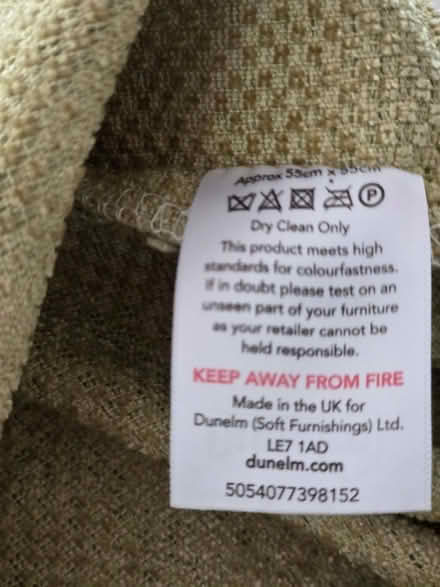 Approx 55cm x 55cm
P
Dry Clean Only
This product meets high
standards for colourfastness.
If in doubt please test on an
unseen part of your furniture
as your retailer cannot be
held responsible.
KEEP AWAY FROM FIRE
Made in the UK for
Dunelm (Soft Furnishings) Ltd.
LE7 1AD
dunelm.com
5054077398152